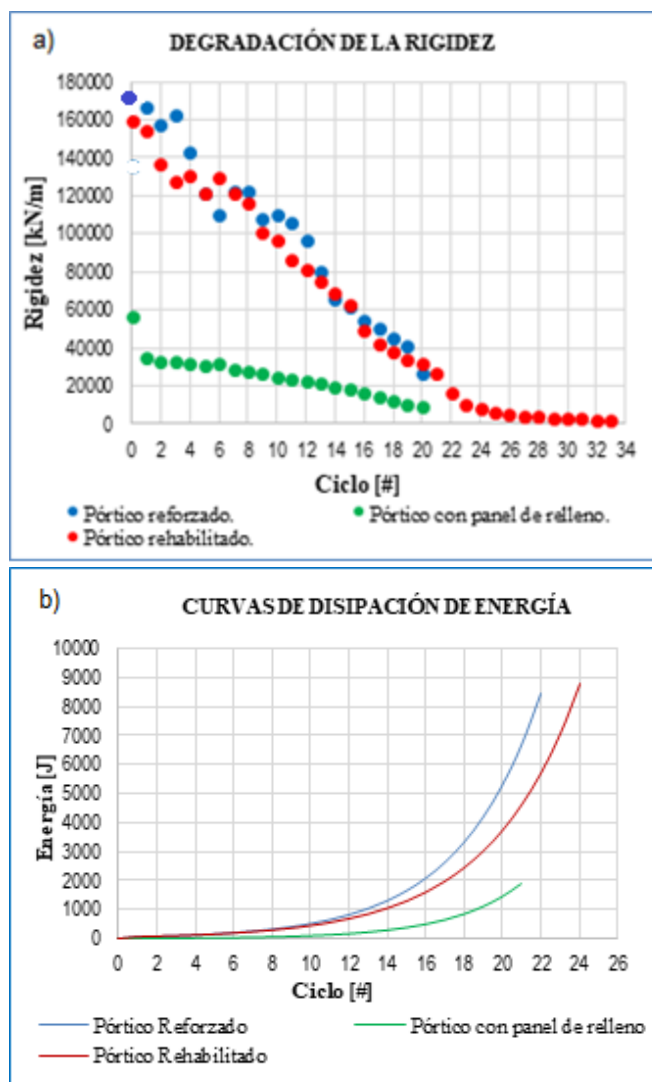 a)
DEGRADACIÓN DE LA RIGIDEZ
180000
160000
140000
120000
100000
80000
60000
40000
20000
0
Rigidez [kN/m]
0 2 4 6 8 10 12 14 16 18 20 22 24 26 28 30 32 34
Ciclo [#]
Pórtico reforzado. Pórtico con panel de relleno.
Pórtico rehabilitado.
b)
CURVAS DE DISIPACIÓN DE ENERGÍA
10000
9000
8000
7000
6000
5000
4000
3000
2000
1000
0
Energía [J]
0 2 4 6 8 10 12 14 16 18 20 22 24 26
Ciclo [#]
Pórtico Reforzado Pórtico con panel de relleno
Pórtico Rehabilitado